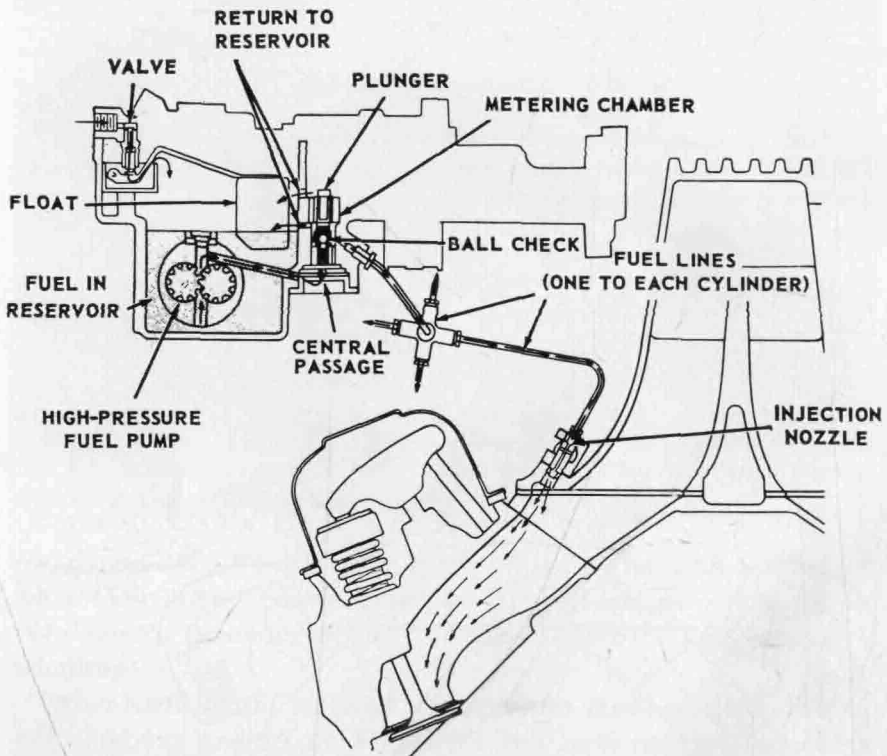 RETURN TO
RESERVOIR
VALVE
PLUNGER
METERING CHAMBER
FLOAT
BALL CHECK
FUEL LINES
(ONE TO EACH CYLINDER)
FUEL IN
RESERVOIR
CENTRAL
PASSAGE
HIGH-PRESSURE
FUEL PUMP
INJECTION
NOZZLE